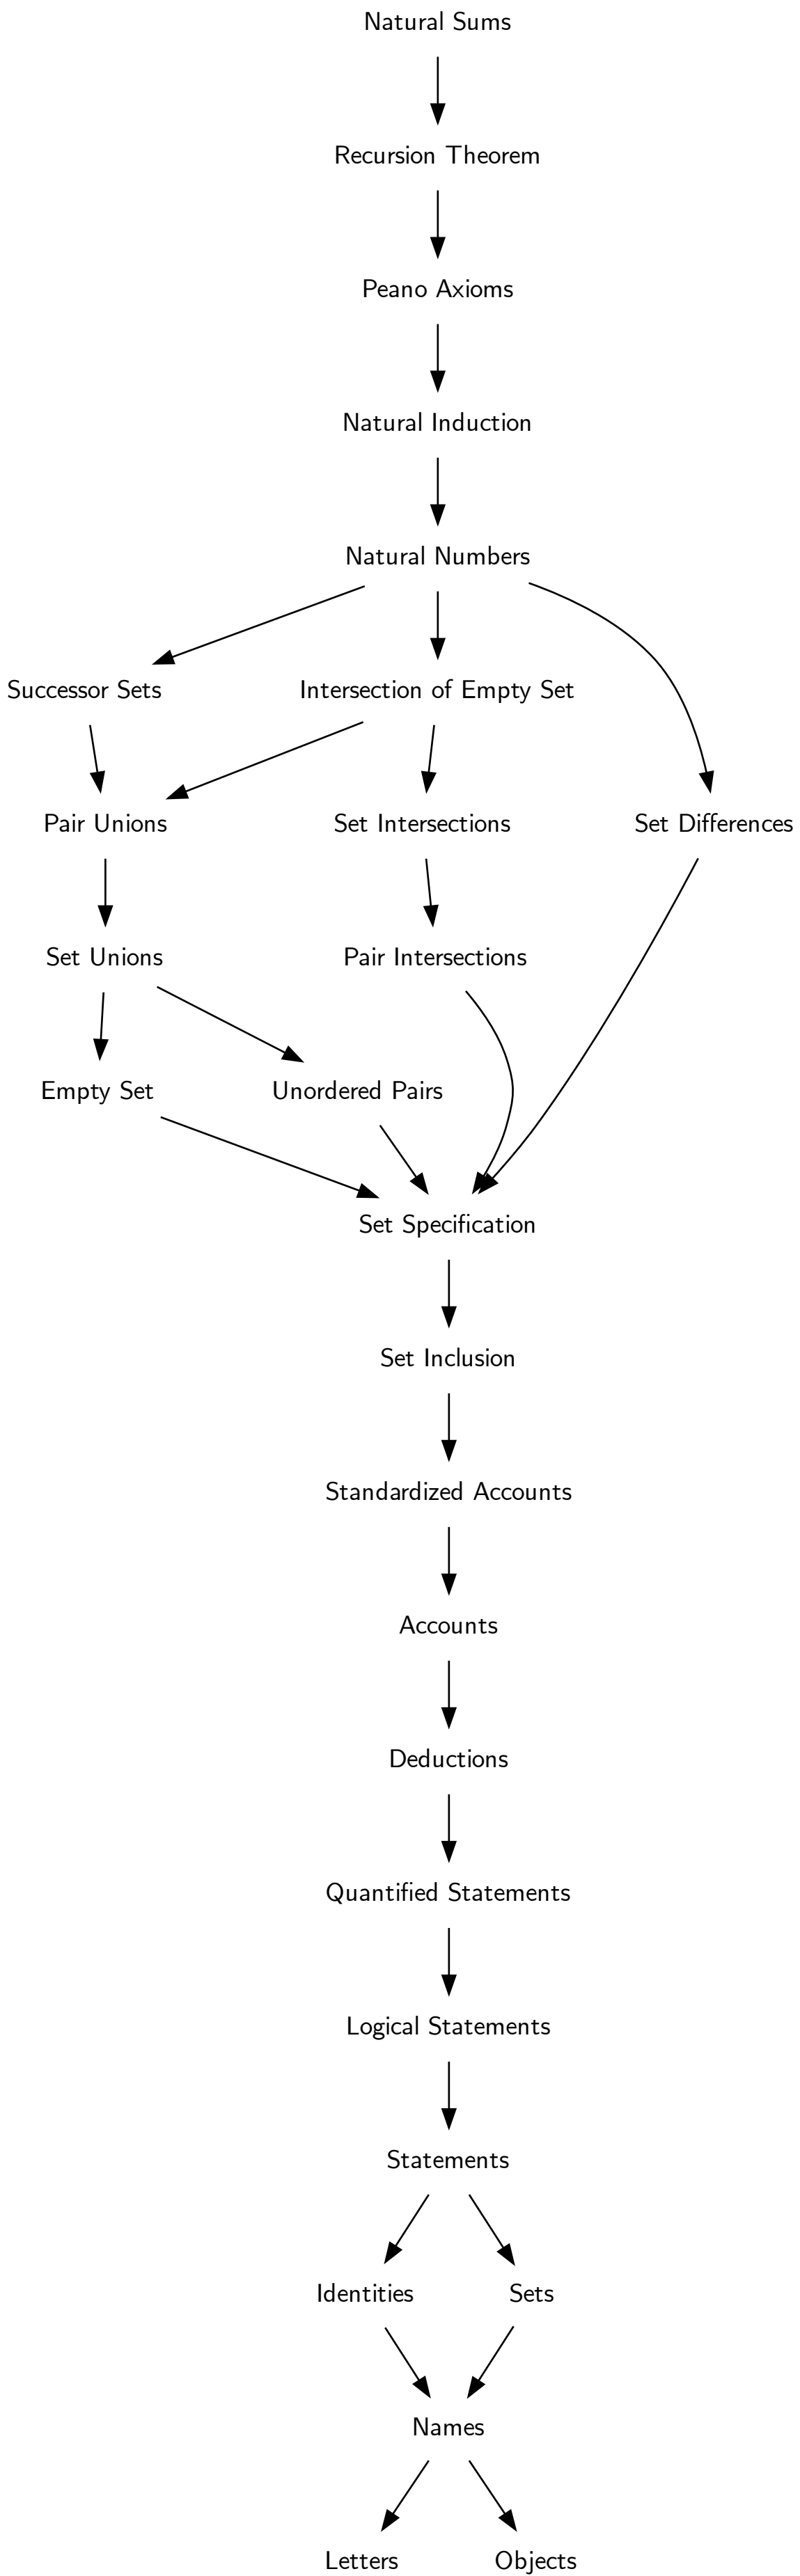 Natural Sums
Recursion Theorem
Peano Axioms
Natural Induction
Natural Numbers
Successor Sets
Intersection of Empty Set
Pair Unions
Set Intersections
Set Differences
Set Unions
Pair Intersections
Empty Set
Unordered Pairs
Set Specification
Set Inclusion
Standardized Accounts
Accounts
Deductions
Quantified Statements
Logical Statements
Statements
Identities
Sets
Names
Letters
Objects